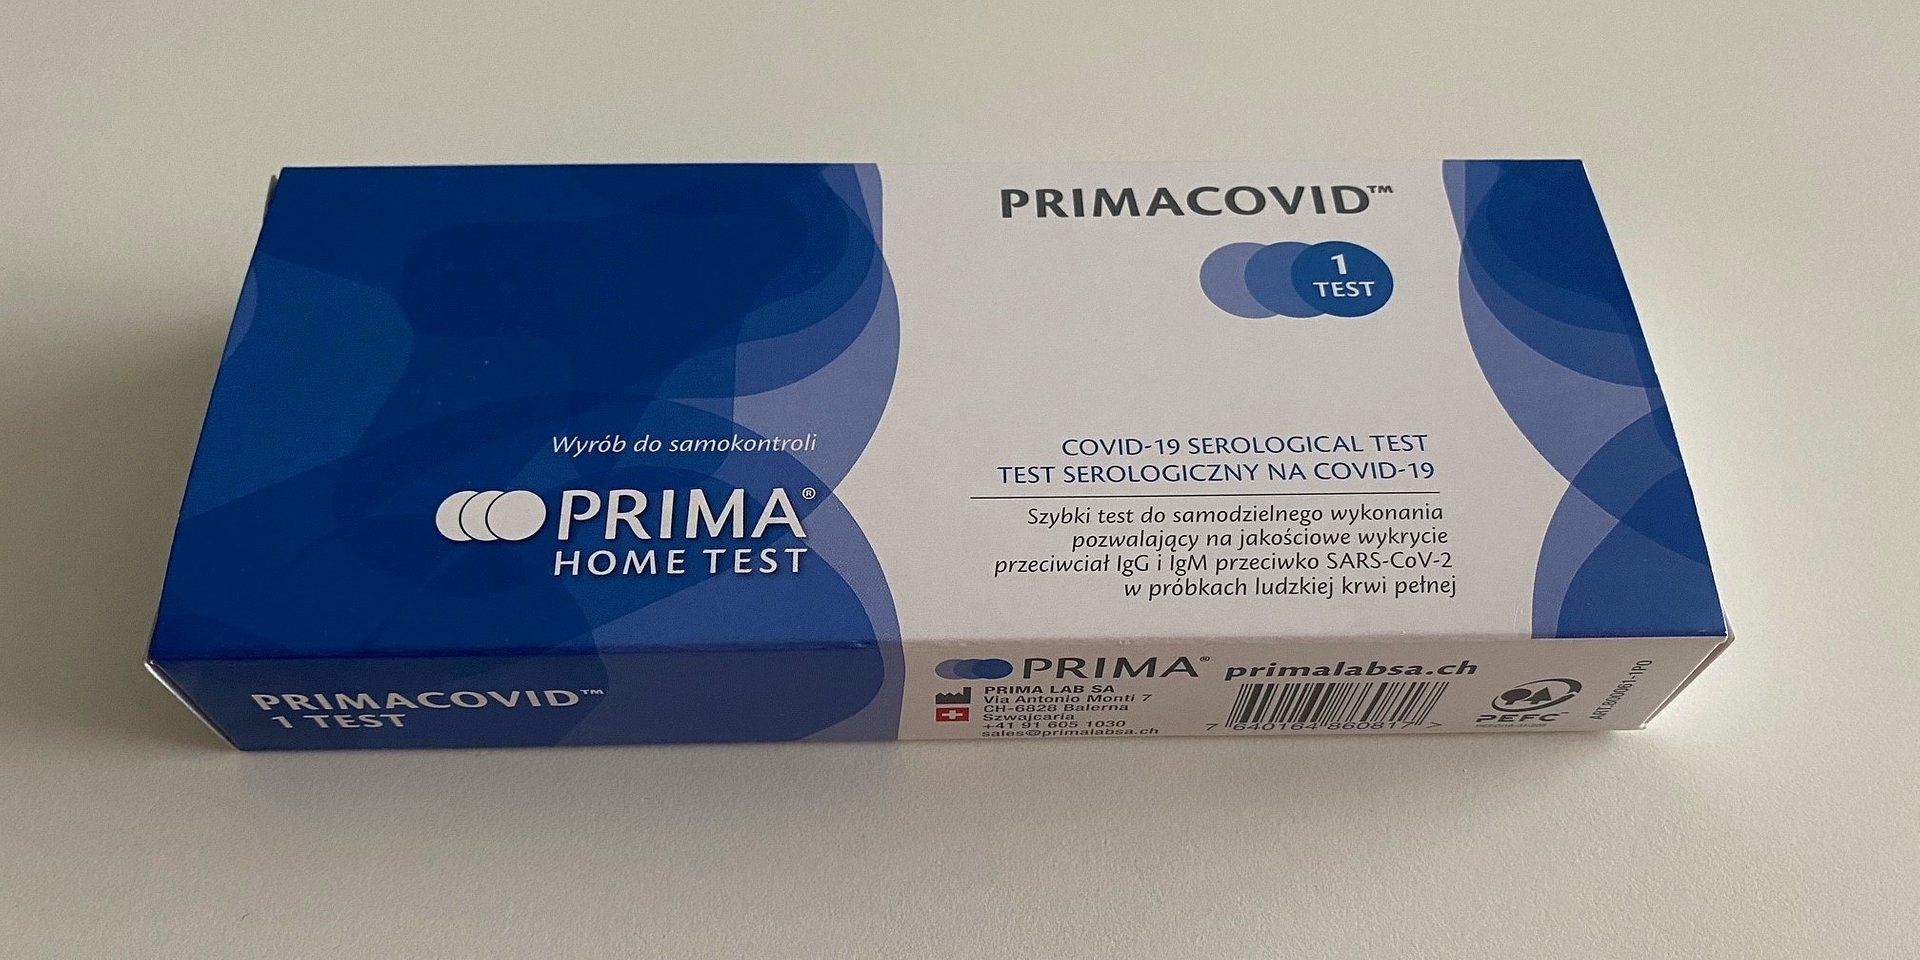 PRIMACOVID™
1
TEST
Wyrób do samokontroli
PRIMA®
HOME TEST
COVID-19 SEROLOGICAL TEST
TEST SEROLOGICZNY NA COVID-19
Szybki test do samodzielnego wykonania
pozwalający na jakościowe wykrycie
przeciwciał IgG i IgM przeciwko SARS-CoV-2
w próbkach ludzkiej krwi pełnej
PRIMACOVID™
1 TEST
PRIMA® primalabsa.ch
PRIMA LAB SA
Via Antonio Monti 7
CH-6828 Balerna
Szwajcaria
+41 91 605 1030
sales@primalabsa.ch
7 640164 860817 >
PEFC